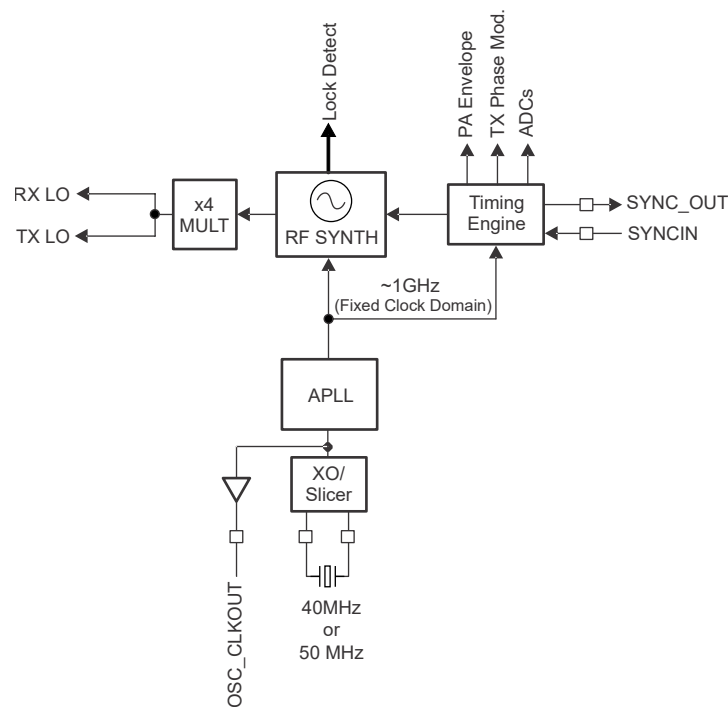 Lock Detect
PA Envelope
TX Phase Mod.
ADCs
RX LO
TX LO
x4
MULT
RF SYNTH
Timing
Engine
SYNC_OUT
SYNCIN
~1GHz
(Fixed Clock Domain)
APLL
XO/
Slicer
OSC_CLKOUT
40MHz
or
50 MHz